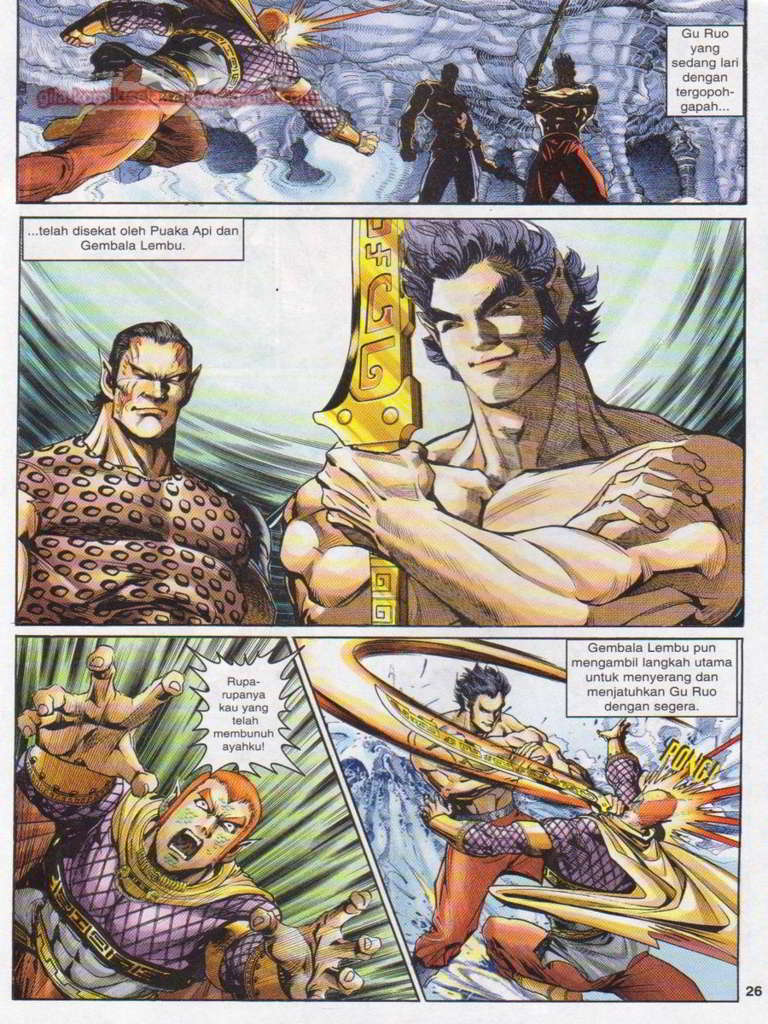 Gu Ruo
yang
sedang lari
dengan
tergopoh-
gapah...
...telah disekat oleh Puaka Api dan
Gembala Lembu.
Rupa-
rupanya
kau yang
telah
membunuh
ayahku!
Gembala Lembu pun
mengambil langkah utama
untuk menyerang dan
menjatuhkan Gu Ruo
dengan segera.
PONG!
26